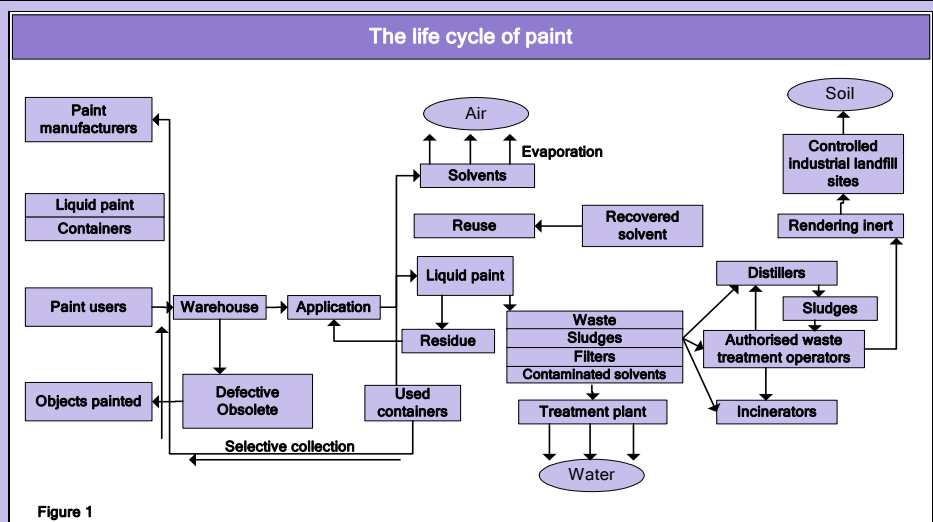 The life cycle of paint
Paint
manufacturers
Liquid paint
Containers
Paint users
Objects painted
Warehouse
Defective
Obsolete
Application
Selective collection
Air
Evaporation
Solvents
Reuse
Recovered
solvent
Liquid paint
Residue
Used
containers
Waste
Sludges
Filters
Contaminated solvents
Treatment plant
Water
Soil
Controlled
industrial landfill
sites
Rendering inert
Distillers
Sludges
Authorised waste
treatment operators
Incinerators
Figure 1